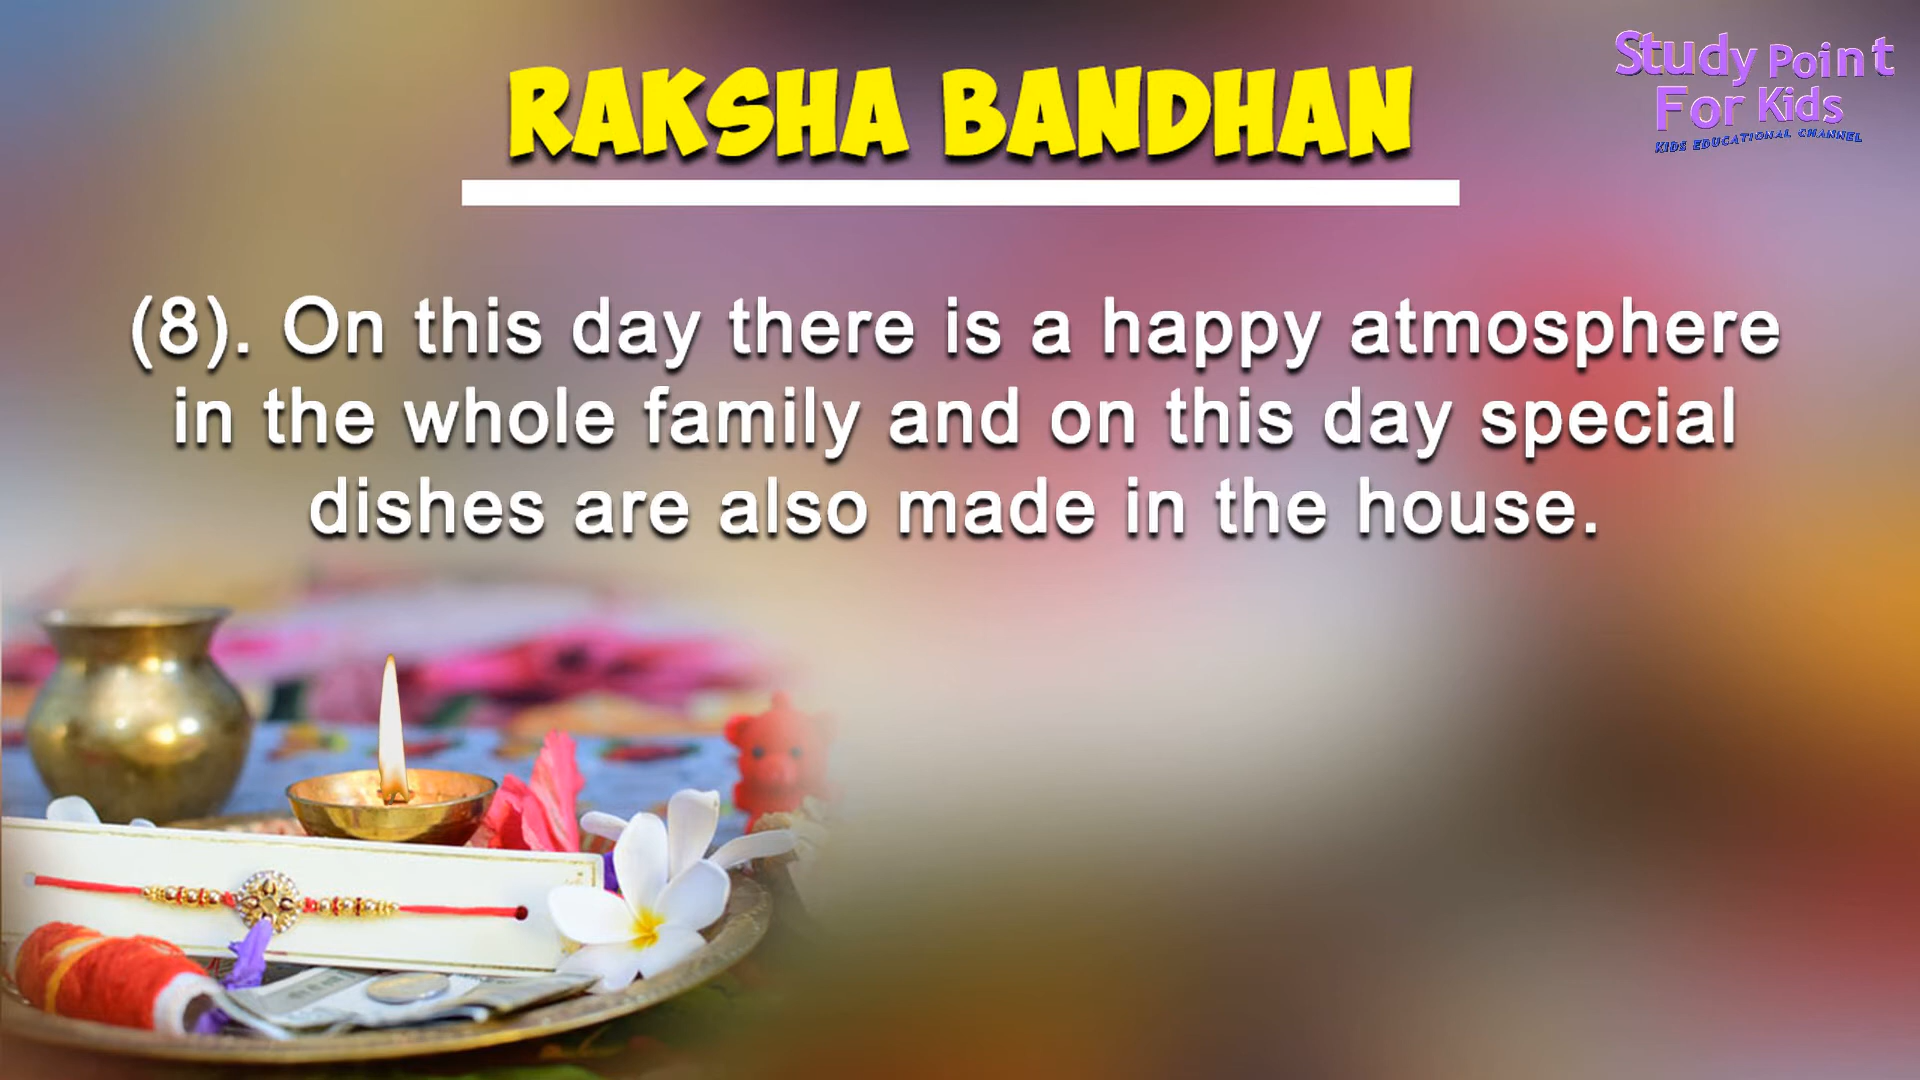 RAKSHA BANDHAN
Study Point
For Kids
KIDS EDUCATIONAL CHANNEL
(8). On this day there is a happy atmosphere
in the whole family and on this day special
dishes are also made in the house.